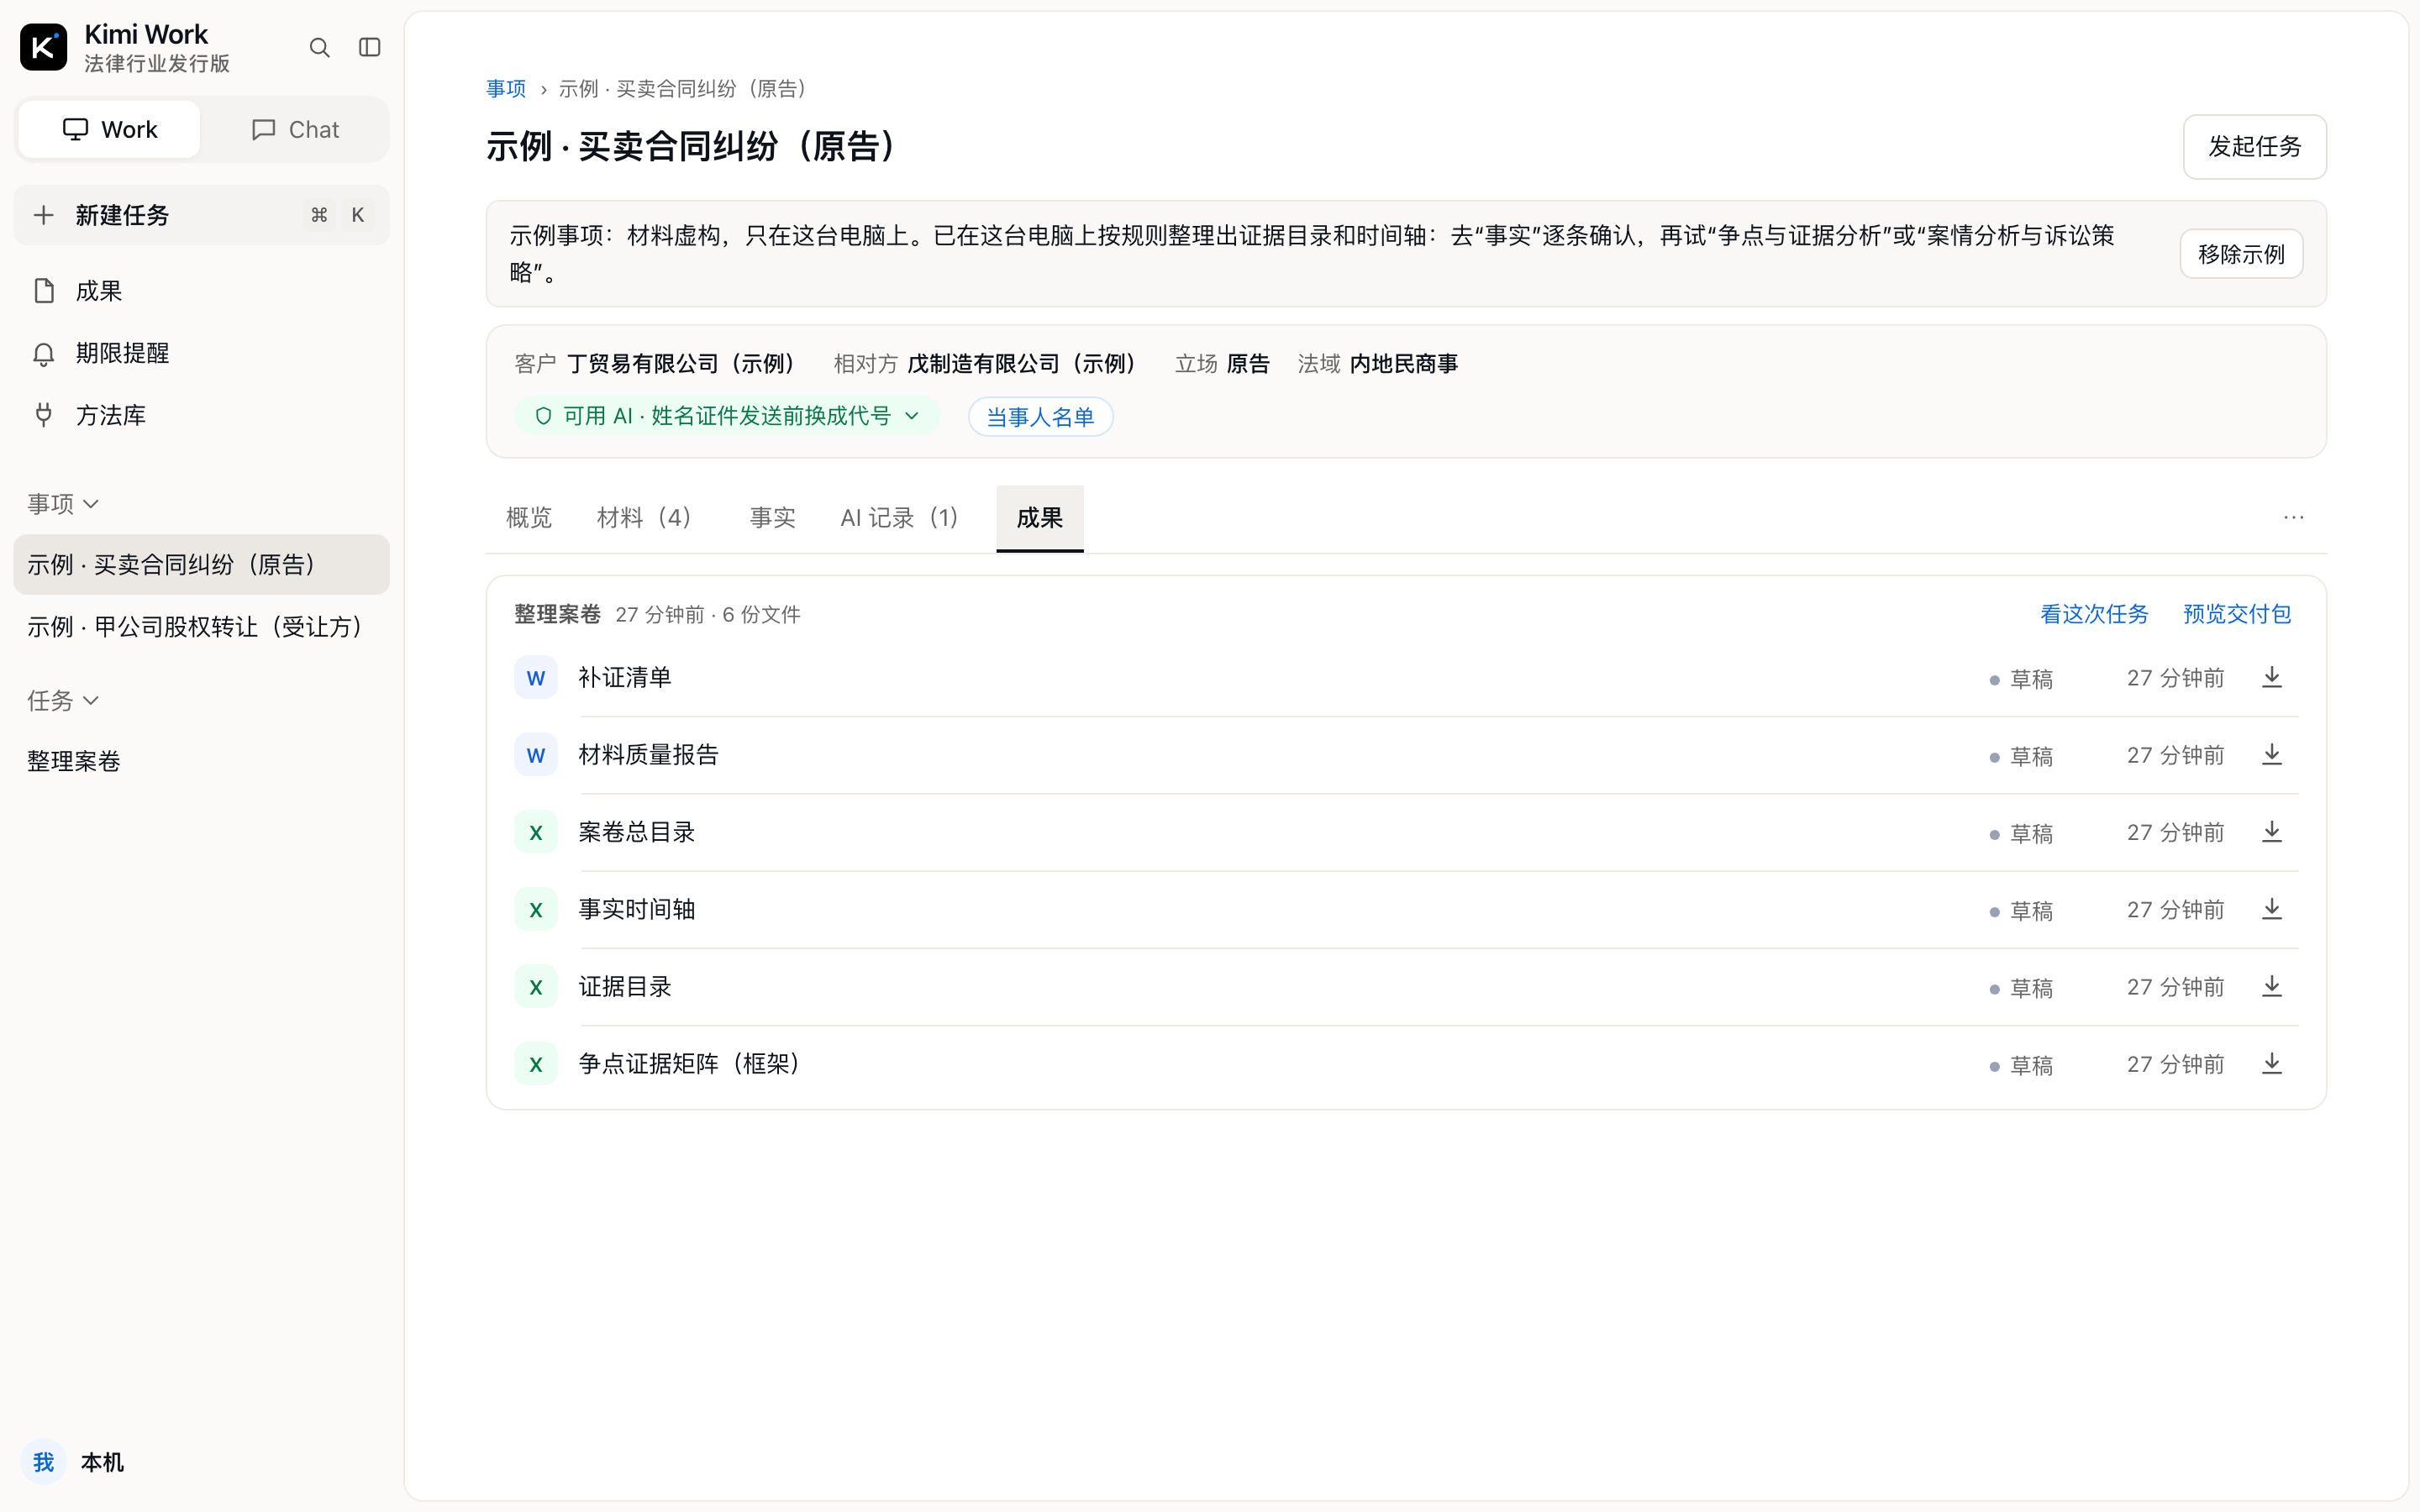 Kimi Work
法律行业发行版
Work
Chat
新建任务
⌘ K
成果
期限提醒
方法库
事项
示例 · 买卖合同纠纷（原告）
示例 · 甲公司股权转让（受让方）
任务
整理案卷
我 本机
事项 › 示例 · 买卖合同纠纷（原告）
示例 · 买卖合同纠纷（原告）
发起任务
示例事项：材料虚构，只在这台电脑上。已在这台电脑上按规则整理出证据目录和时间轴：去“事实”逐条确认，再试“争点与证据分析”或“案情分析与诉讼策
略”。
移除示例
客户 丁贸易有限公司（示例） 相对方 戊制造有限公司（示例） 立场 原告 法域 内地民商事
可用 AI · 姓名证件发送前换成代号
当事人名单
概览 材料（4） 事实 AI 记录（1） 成果
···
整理案卷 27 分钟前 · 6 份文件 看这次任务 预览交付包
W 补证清单 草稿 27 分钟前
W 材料质量报告 草稿 27 分钟前
X 案卷总目录 草稿 27 分钟前
X 事实时间轴 草稿 27 分钟前
X 证据目录 草稿 27 分钟前
X 争点证据矩阵（框架） 草稿 27 分钟前